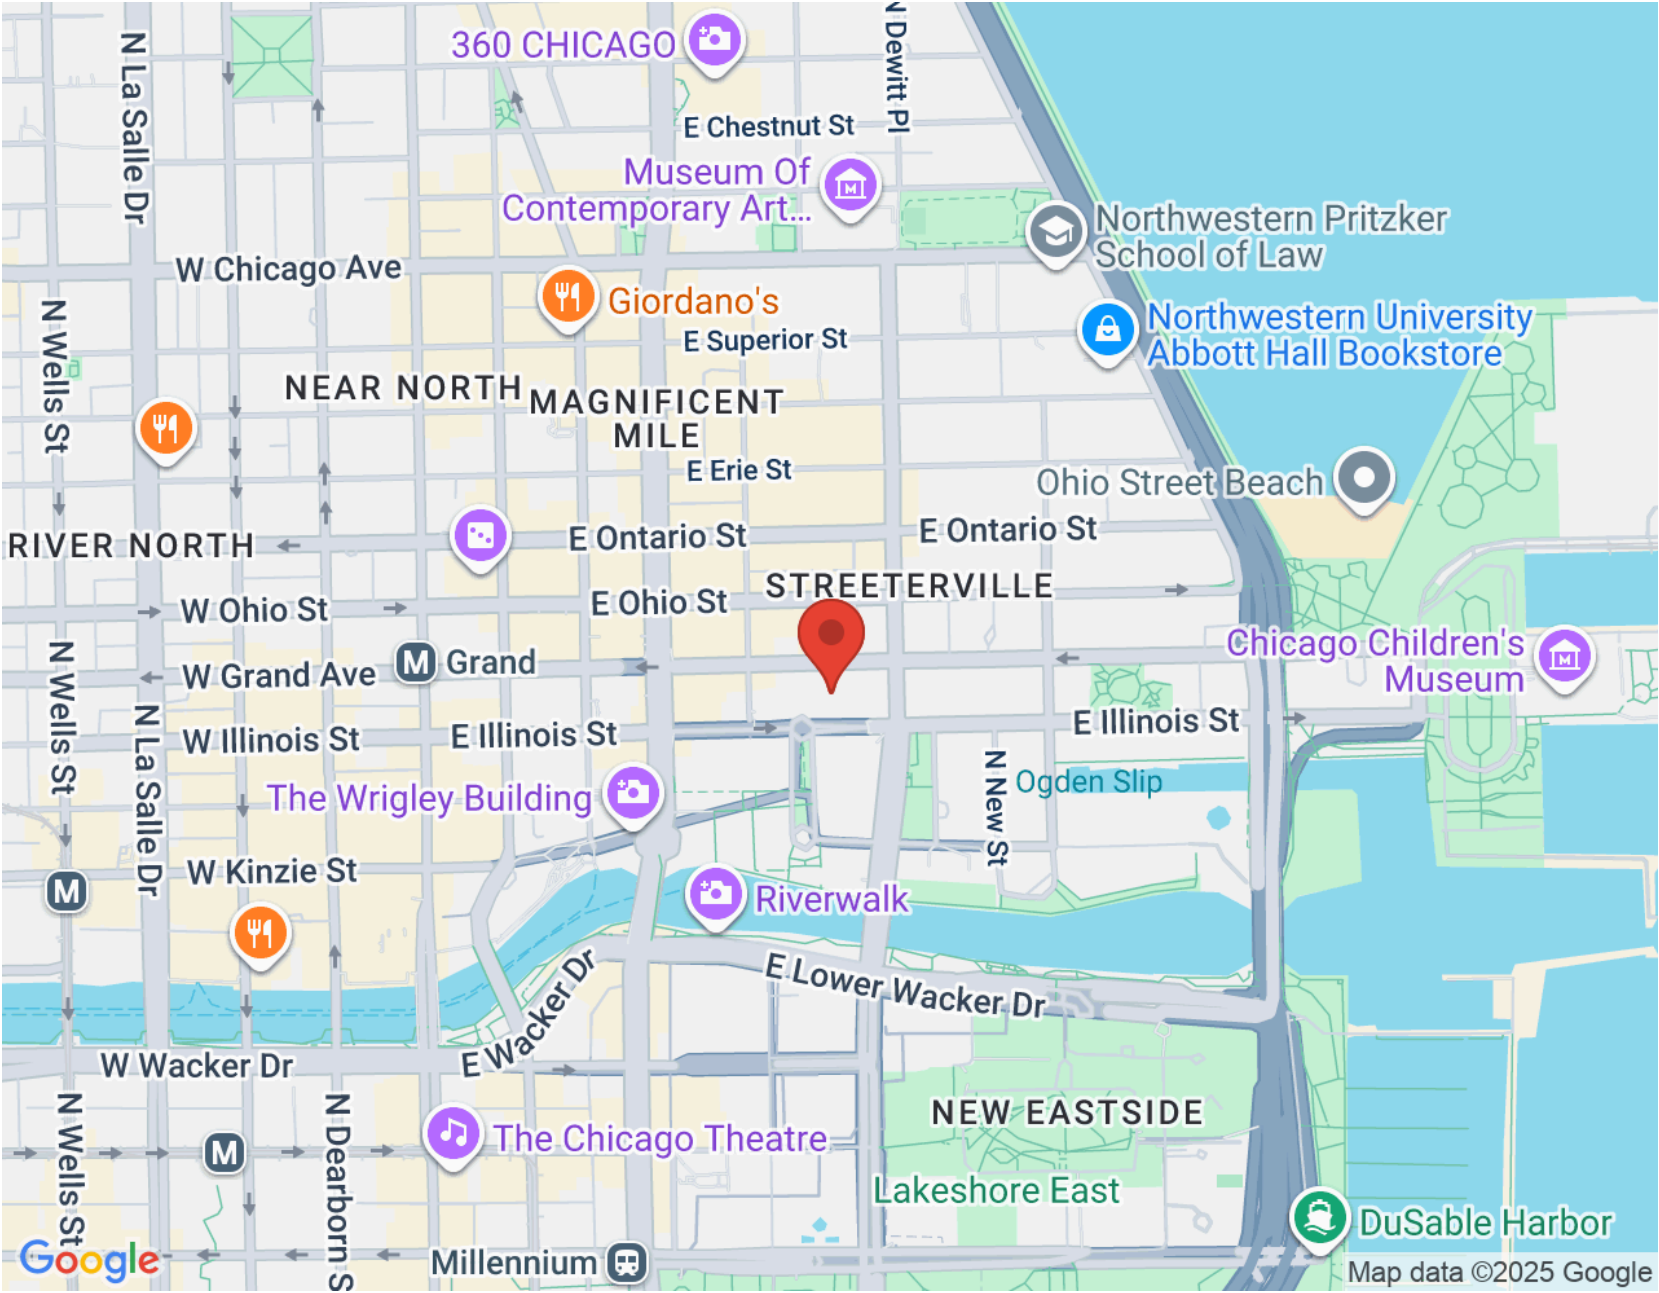 N La Salle Dr
360 CHICAGO
N Dewitt Pl
E Chestnut St
Museum Of
Contemporary Art...
Northwestern Pritzker
School of Law
W Chicago Ave
Giordano's
E Superior St
Northwestern University
Abbott Hall Bookstore
N Wells St
NEAR NORTH
MAGNIFICENT
MILE
E Erie St
Ohio Street Beach
RIVER NORTH
E Ontario St
E Ontario St
STREETERVILLE
W Ohio St
E Ohio St
Chicago Children's
Museum
M Grand
W Grand Ave
N Wells St
N La Salle Dr
W Illinois St
E Illinois St
E Illinois St
N New St
Ogden Slip
The Wrigley Building
W Kinzie St
M
Riverwalk
E Lower Wacker Dr
E Wacker Dr
W Wacker Dr
N Wells St
N Dearborn S
NEW EASTSIDE
M
The Chicago Theatre
Lakeshore East
DuSable Harbor
Google
Millennium
Map data ©2025 Google